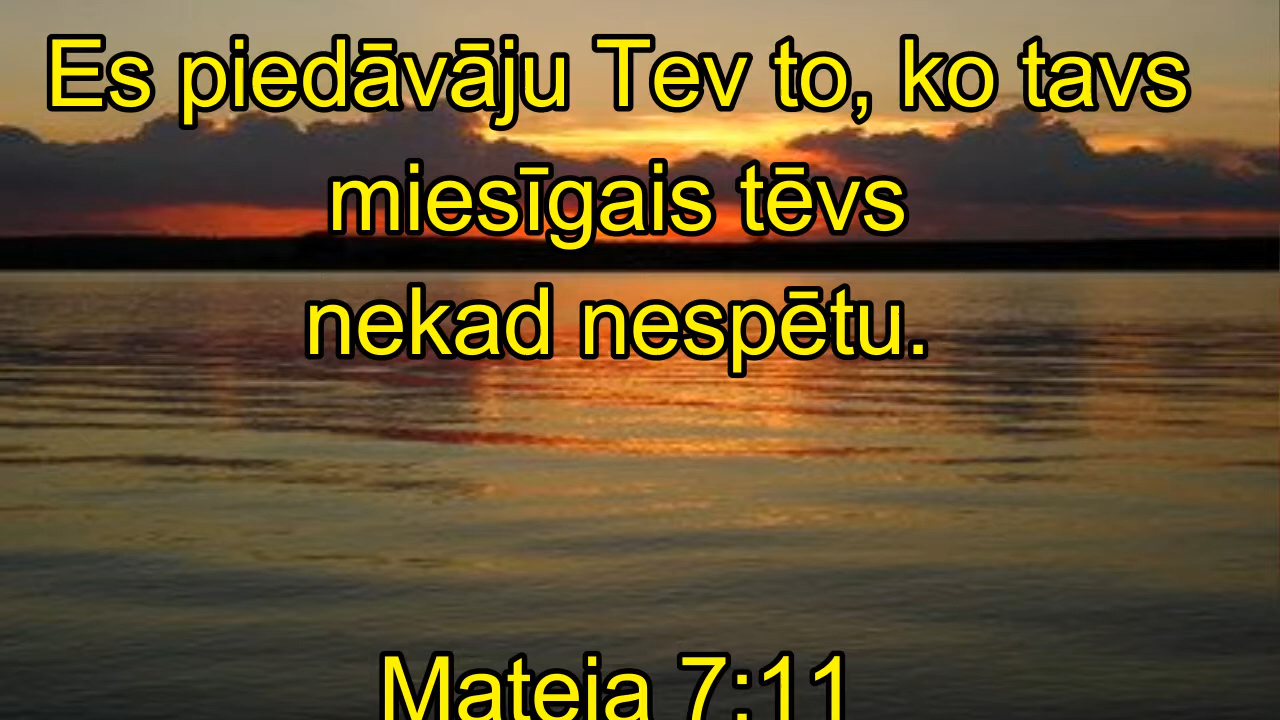 Es piedāvāju Tev to, ko tavs
miesīgais tēvs
nekad nespētu.
Mateja 7:11